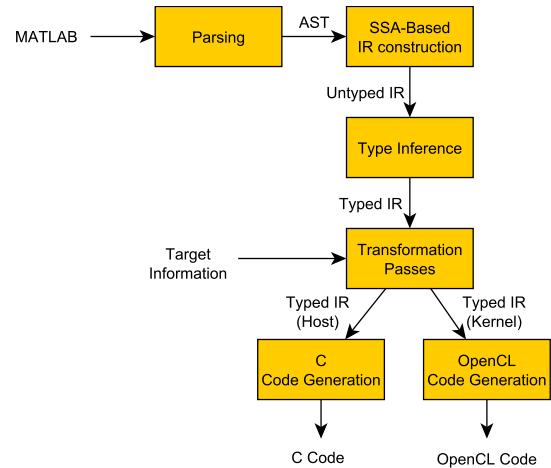 MATLAB
Parsing
AST
SSA-Based
IR construction
Untyped IR
Type Inference
Typed IR
Target
Information
Transformation
Passes
Typed IR
(Host)
Typed IR
(Kernel)
C
Code Generation
OpenCL
Code Generation
C Code
OpenCL Code